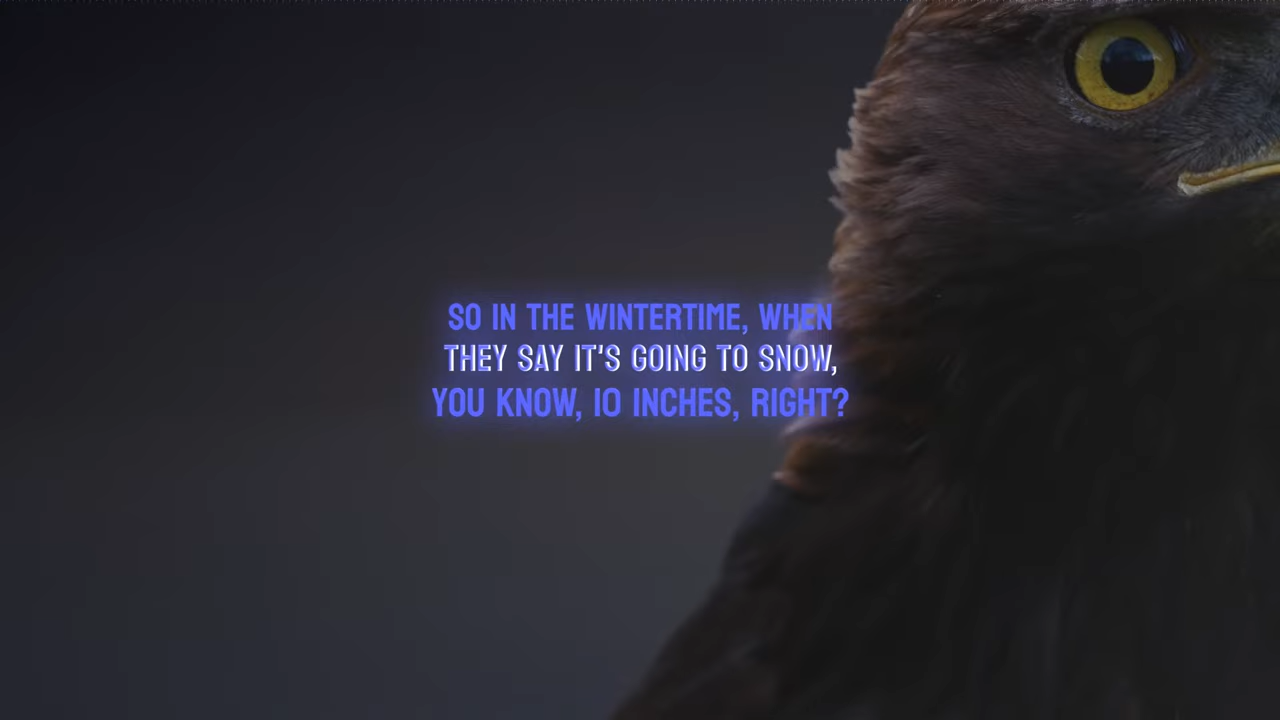 SO IN THE WINTERTIME, WHEN
THEY SAY IT'S GOING TO SNOW,
YOU KNOW, 10 INCHES, RIGHT?